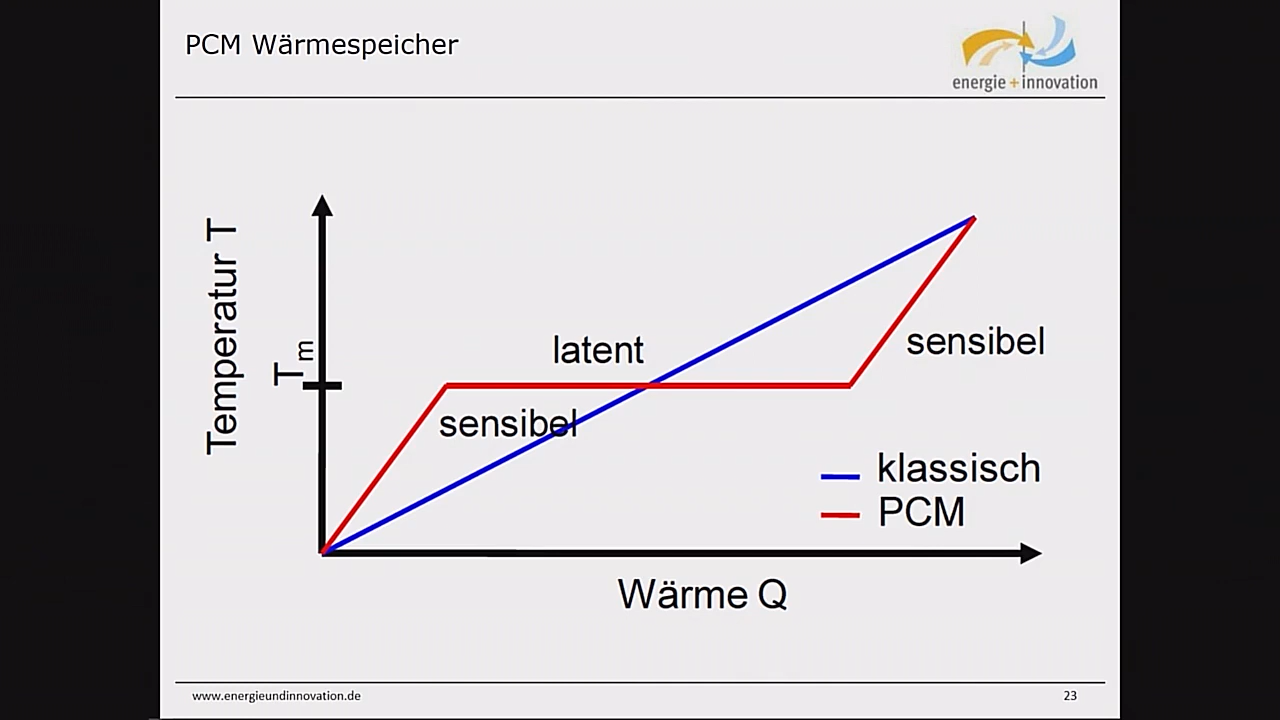 PCM Wärmespeicher
energie+innovation
Temperatur T
Tm
latent
sensibel
sensibel
klassisch
PCM
Wärme Q
www.energieundinnovation.de
23